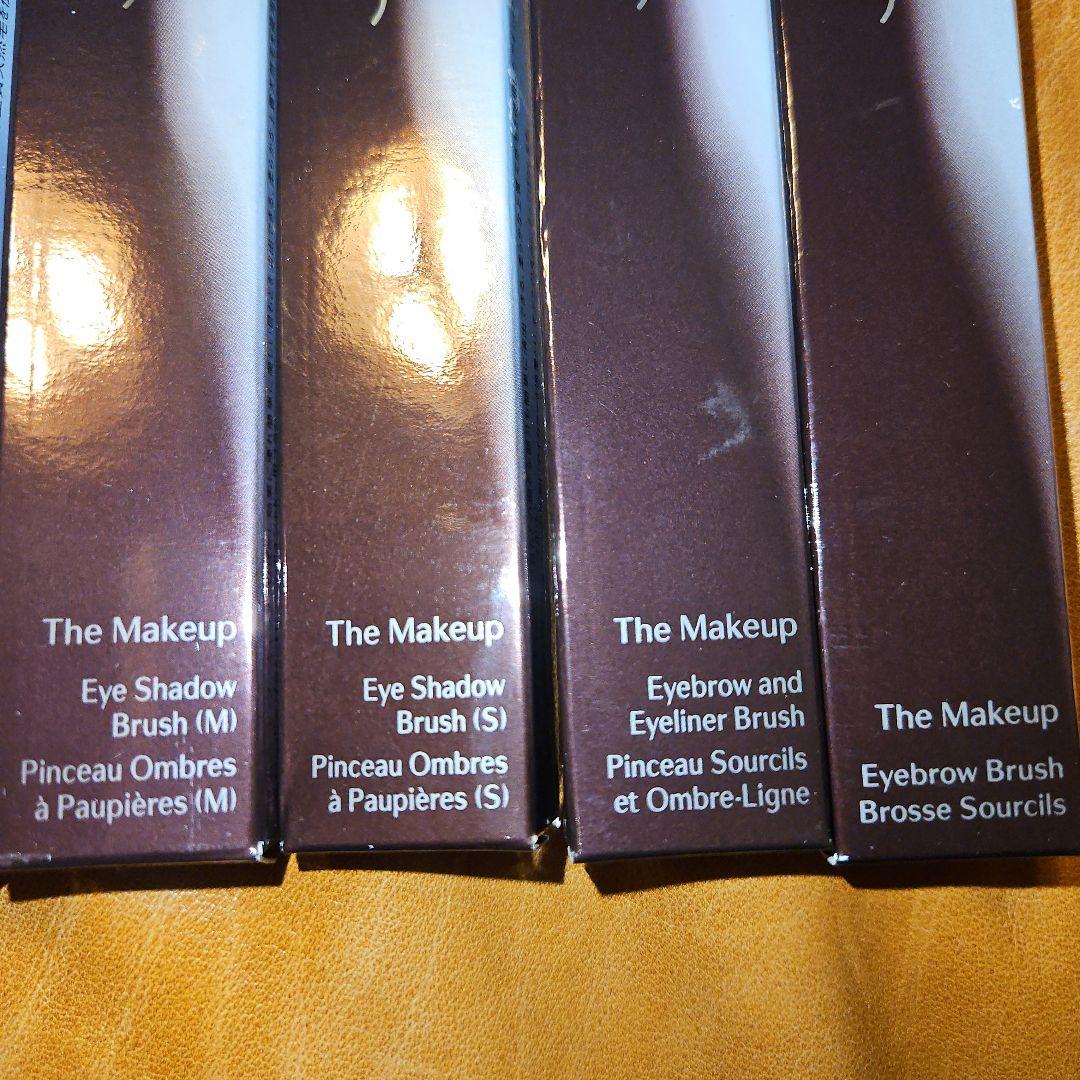 The Makeup
Eye Shadow
Brush (M)
Pinceau Ombres
à Paupières (M)
The Makeup
Eye Shadow
Brush (S)
Pinceau Ombres
à Paupières (S)
The Makeup
Eyebrow and
Eyeliner Brush
Pinceau Sourcils
et Ombre-Ligne
The Makeup
Eyebrow Brush
Brosse Sourcils